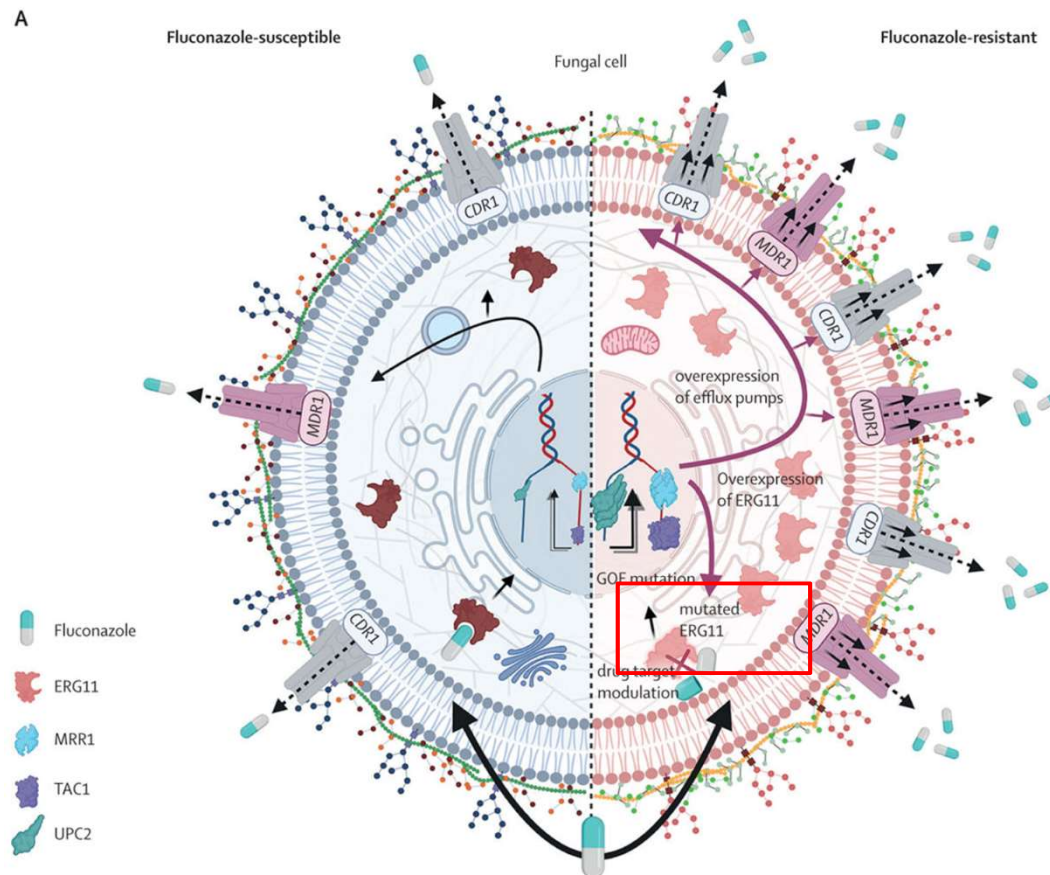 A
Fluconazole-susceptible
Fluconazole-resistant
Fungal cell
CDR1
CDR1
MDR1
CDR1
MDR1
MDR1
overexpression
of efflux pumps
Overexpression
of ERG11
CDR1
GOF mutation
mutated
ERG11
MDR1
CDR1
drug target
modulation
Fluconazole
ERG11
MRR1
TAC1
UPC2